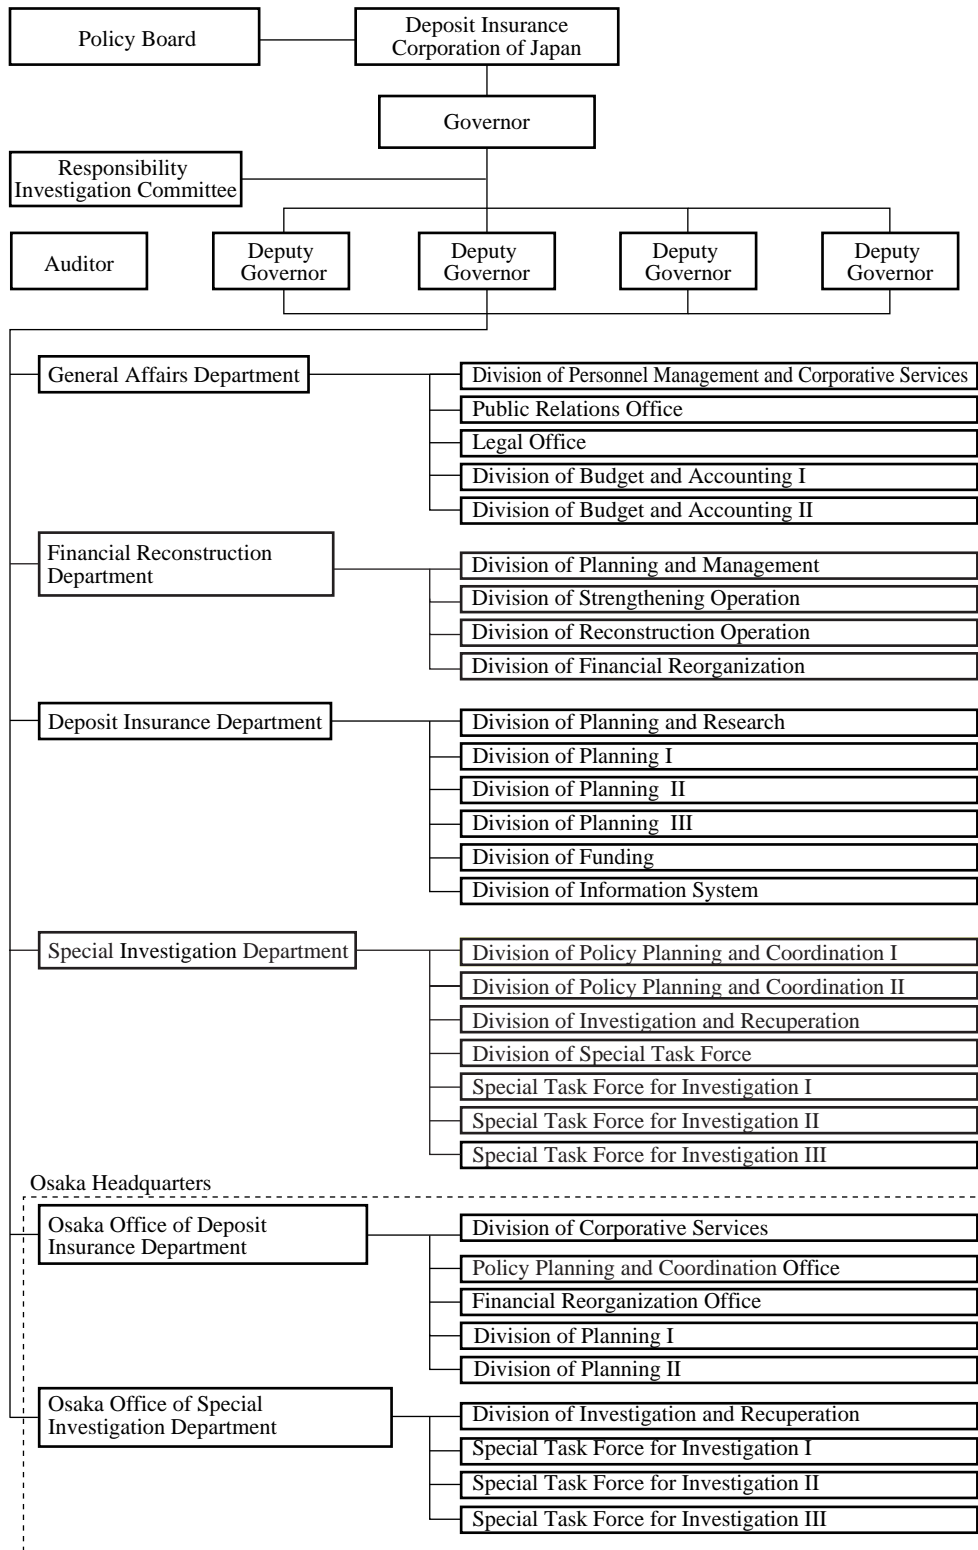 Policy Board
Deposit Insurance
Corporation of Japan
Governor
Responsibility
Investigation Committee
Auditor
Deputy
Governor
Deputy
Governor
Deputy
Governor
Deputy
Governor
General Affairs Department
Division of Personnel Management and Corporative Services
Public Relations Office
Legal Office
Division of Budget and Accounting I
Division of Budget and Accounting II
Financial Reconstruction
Department
Division of Planning and Management
Division of Strengthening Operation
Division of Reconstruction Operation
Division of Financial Reorganization
Deposit Insurance Department
Division of Planning and Research
Division of Planning I
Division of Planning II
Division of Planning III
Division of Funding
Division of Information System
Special Investigation Department
Division of Policy Planning and Coordination I
Division of Policy Planning and Coordination II
Division of Investigation and Recuperation
Division of Special Task Force
Special Task Force for Investigation I
Special Task Force for Investigation II
Special Task Force for Investigation III
Osaka Headquarters
Osaka Office of Deposit
Insurance Department
Division of Corporative Services
Policy Planning and Coordination Office
Financial Reorganization Office
Division of Planning I
Division of Planning II
Osaka Office of Special
Investigation Department
Division of Investigation and Recuperation
Special Task Force for Investigation I
Special Task Force for Investigation II
Special Task Force for Investigation III